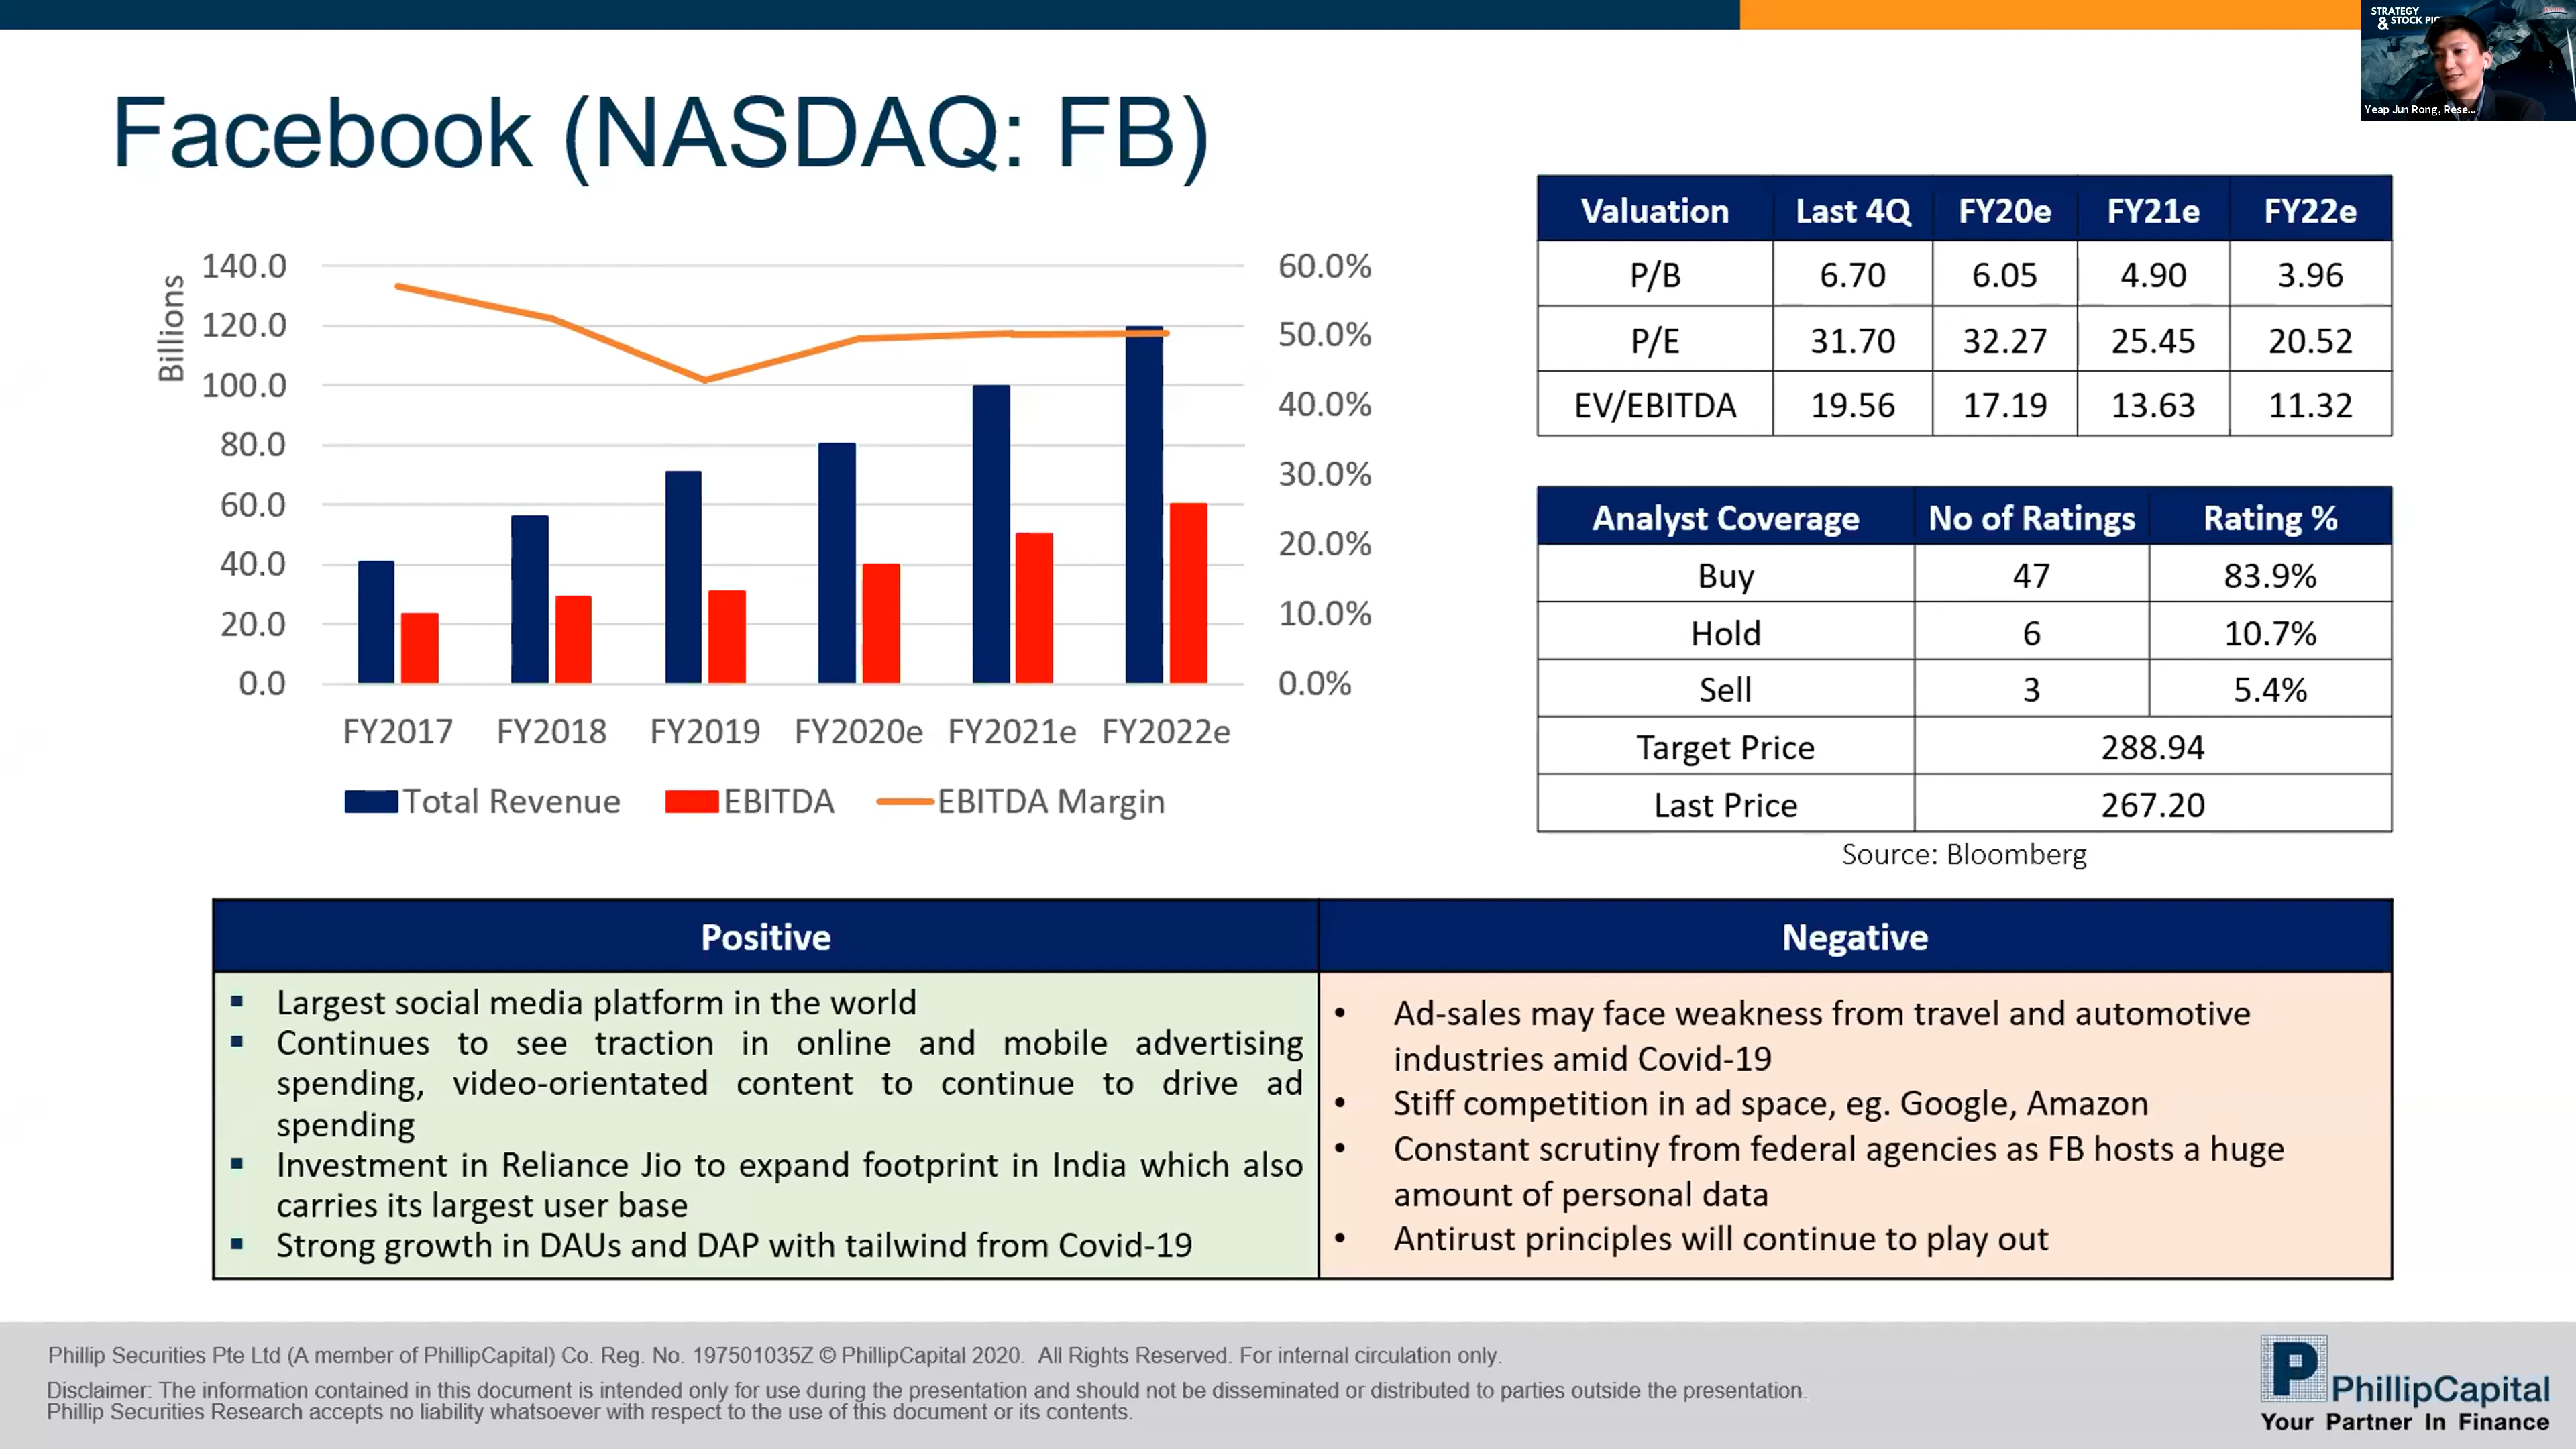 STRATEGY
& STOCK PIC
Yeap Jun Rong, Rese...
Facebook (NASDAQ: FB)
Billions
140.0
120.0
100.0
80.0
60.0
40.0
20.0
0.0
60.0%
50.0%
40.0%
30.0%
20.0%
10.0%
0.0%
FY2017 FY2018 FY2019 FY2020e FY2021e FY2022e
Total Revenue EBITDA EBITDA Margin
Valuation Last 4Q FY20e FY21e FY22e
P/B 6.70 6.05 4.90 3.96
P/E 31.70 32.27 25.45 20.52
EV/EBITDA 19.56 17.19 13.63 11.32
Analyst Coverage No of Ratings Rating %
Buy 47 83.9%
Hold 6 10.7%
Sell 3 5.4%
Target Price 288.94
Last Price 267.20
Source: Bloomberg
Positive
▪ Largest social media platform in the world
▪ Continues to see traction in online and mobile advertising
spending, video-orientated content to continue to drive ad
spending
▪ Investment in Reliance Jio to expand footprint in India which also
carries its largest user base
▪ Strong growth in DAUs and DAP with tailwind from Covid-19
Negative
• Ad-sales may face weakness from travel and automotive
industries amid Covid-19
• Stiff competition in ad space, eg. Google, Amazon
• Constant scrutiny from federal agencies as FB hosts a huge
amount of personal data
• Antirust principles will continue to play out
Phillip Securities Pte Ltd (A member of PhillipCapital) Co. Reg. No. 197501035Z © PhillipCapital 2020. All Rights Reserved. For internal circulation only.
Disclaimer: The information contained in this document is intended only for use during the presentation and should not be disseminated or distributed to parties outside the presentation.
Phillip Securities Research accepts no liability whatsoever with respect to the use of this document or its contents.
P PhillipCapital
Your Partner In Finance